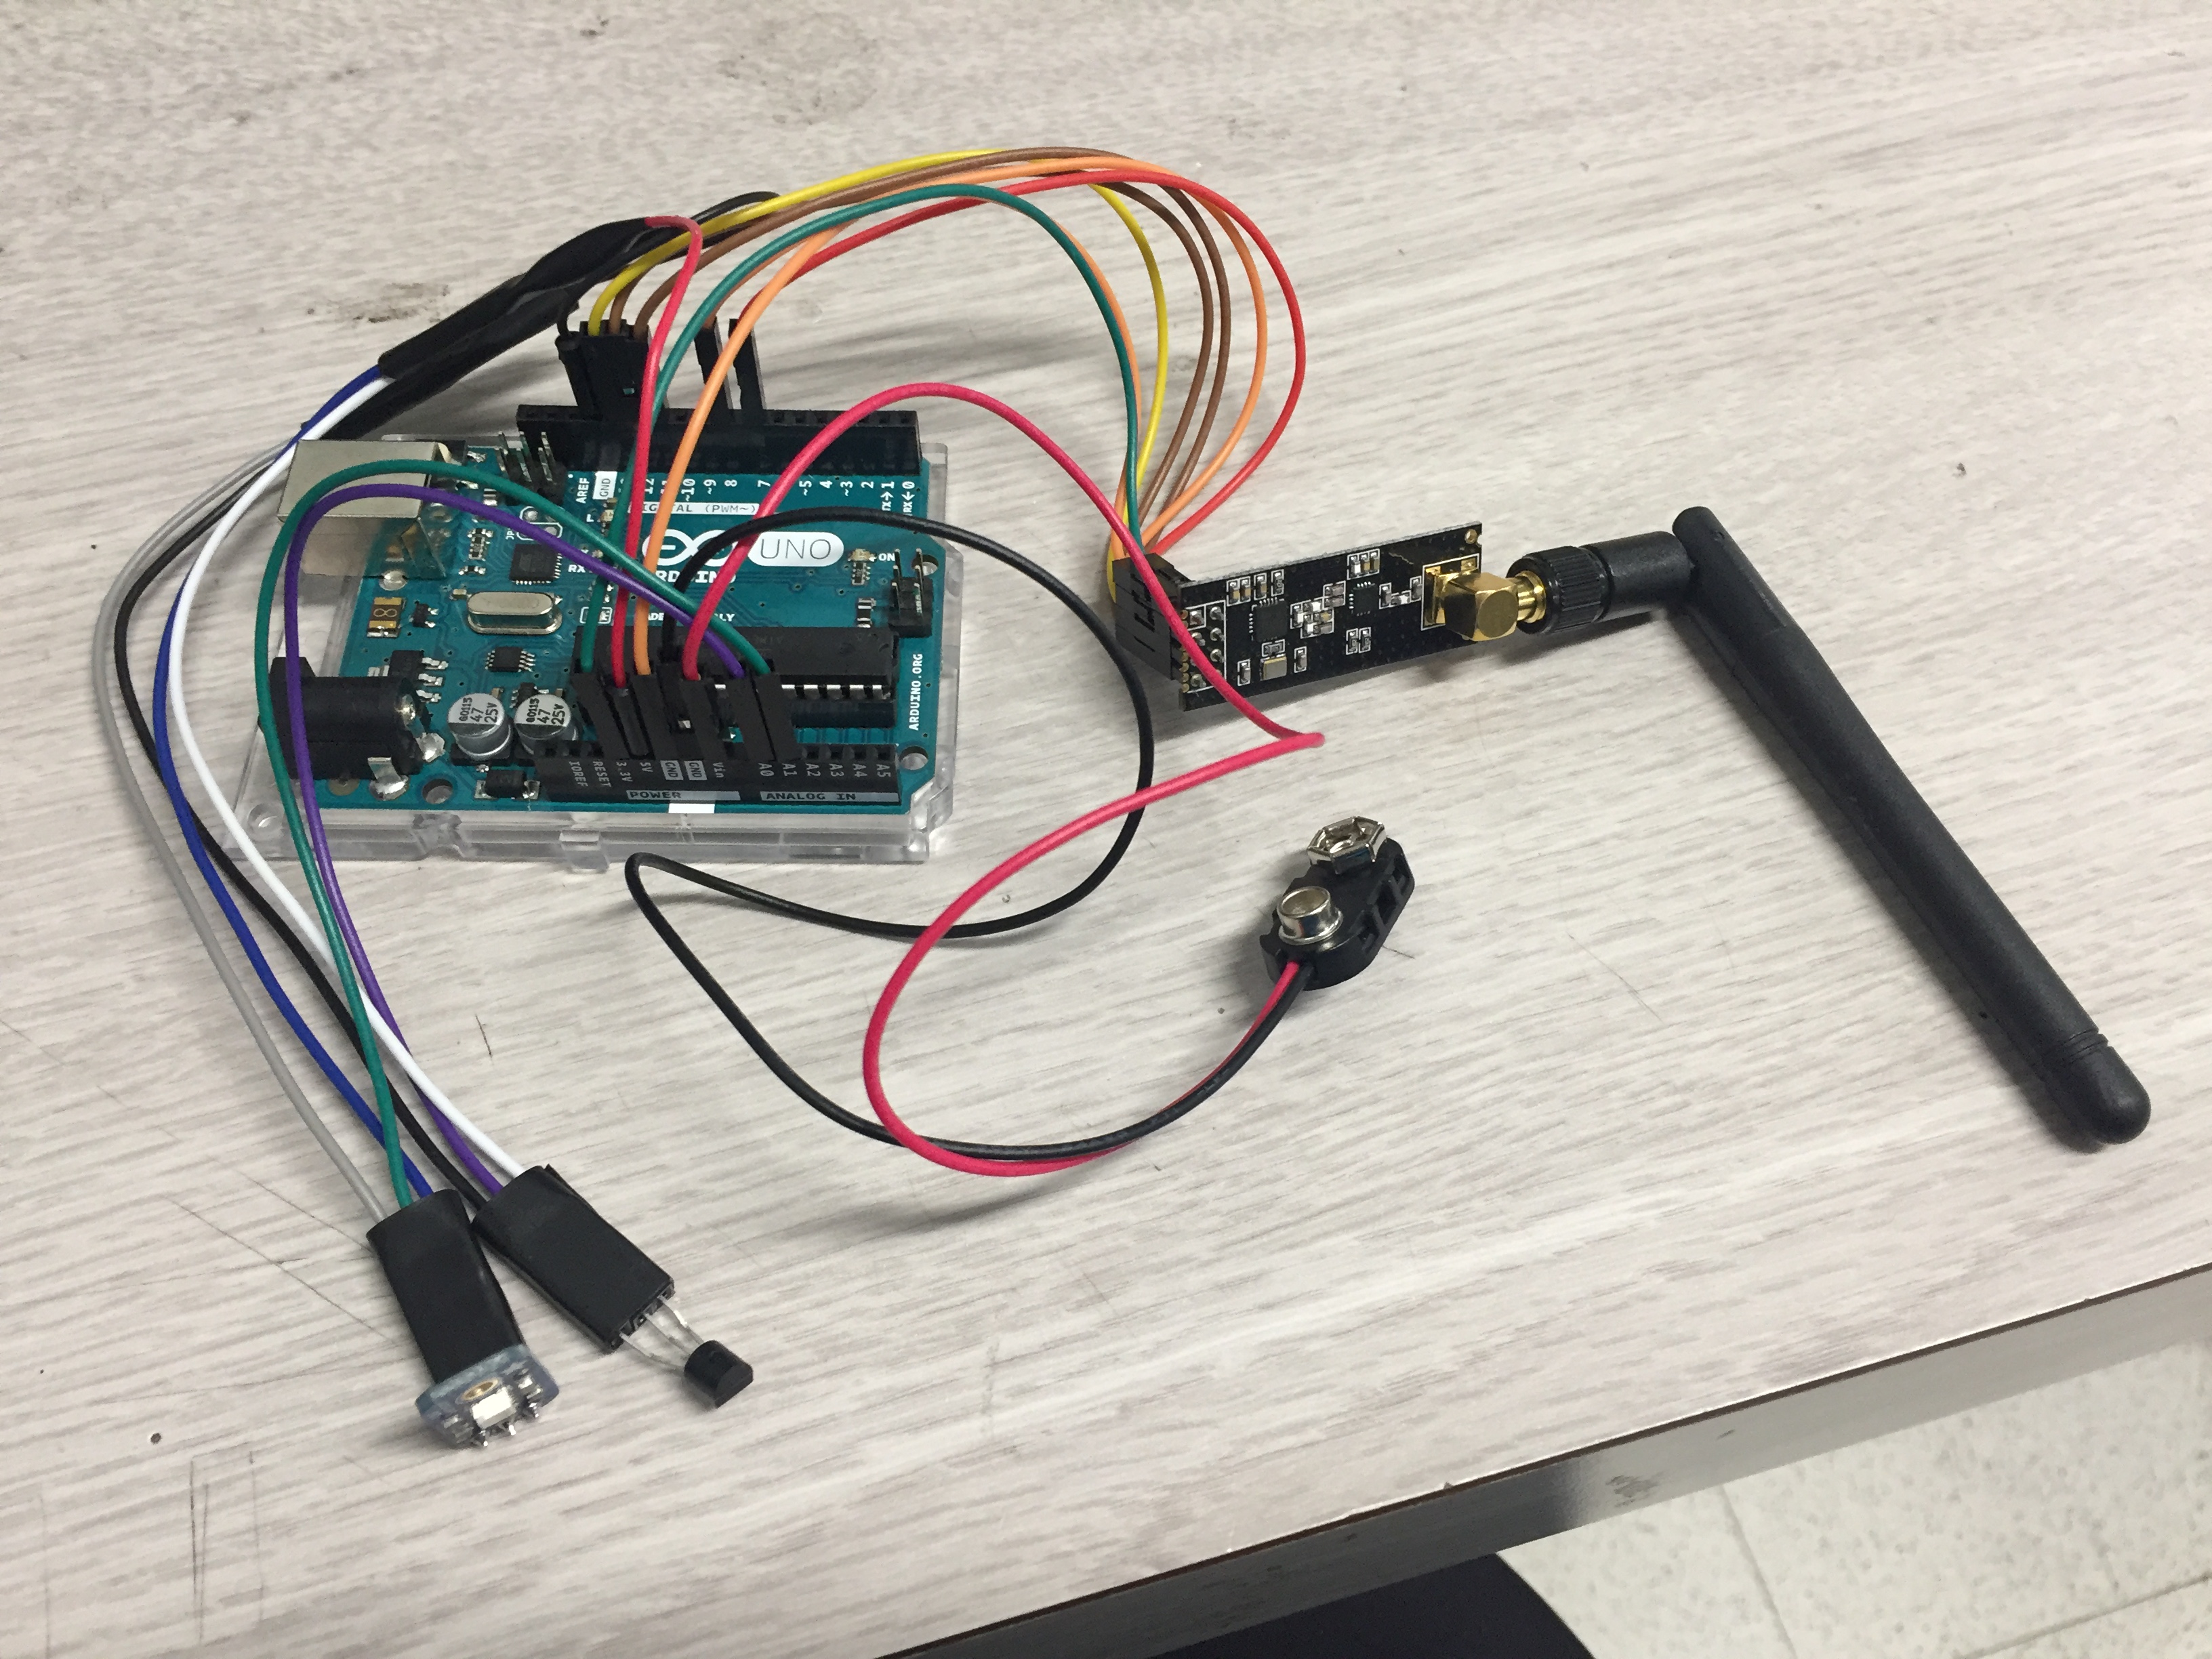 AREF
GND
12
~10
~9
8
7
~5
4
~3
2
TX→1
RX←0
DIGITAL (PWM~)
UNO
ON
ARDUINO.ORG
47
25V
47
25V
IOREF
RESET
3.3V
5V
GND
GND
Vin
A0
A1
A2
A3
A4
A5
POWER
ANALOG IN